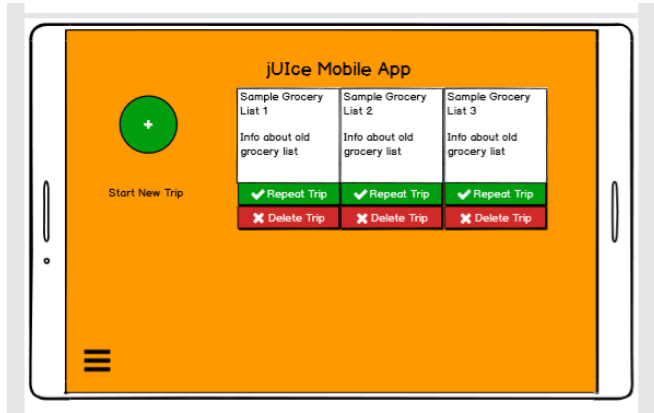 jUIce Mobile App
+
Start New Trip
Sample Grocery
List 1
Info about old
grocery list
Repeat Trip
Delete Trip
Sample Grocery
List 2
Info about old
grocery list
Repeat Trip
Delete Trip
Sample Grocery
List 3
Info about old
grocery list
Repeat Trip
Delete Trip